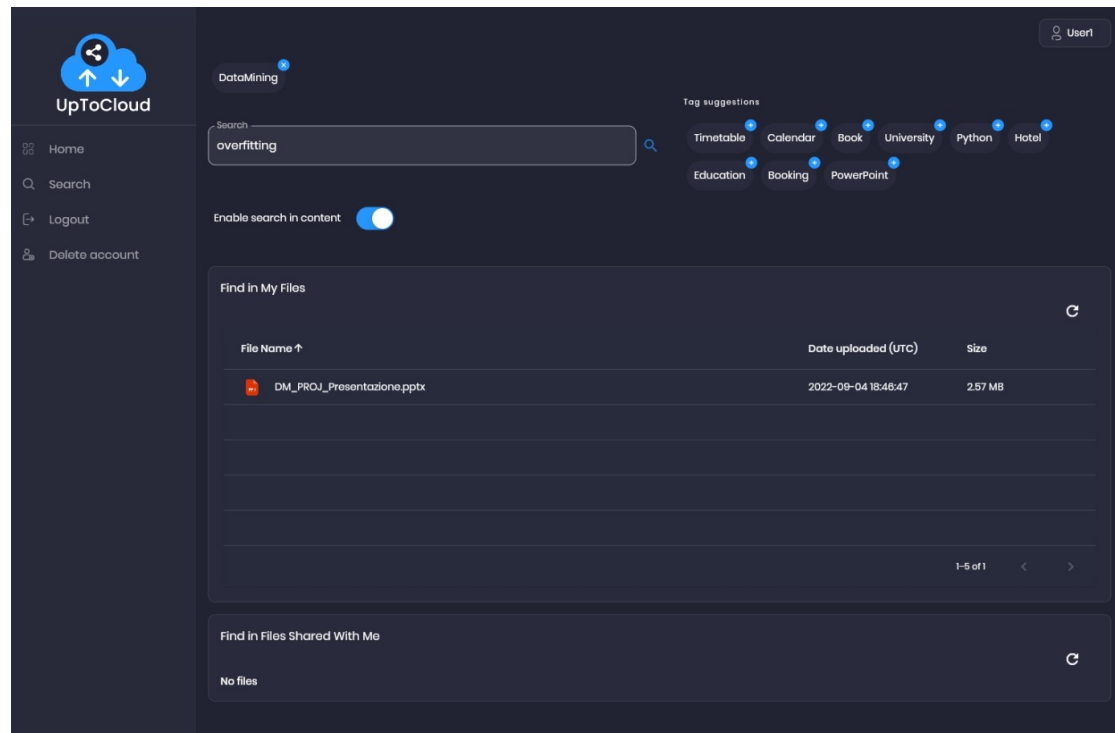 UpToCloud
Home
Search
Logout
Delete account
User1
DataMining
Search
overfitting
Tag suggestions
Timetable Calendar Book University Python Hotel
Education Booking PowerPoint
Enable search in content
Find in My Files
File Name ↑ Date uploaded (UTC) Size
DM_PROJ_Presentazione.pptx 2022-09-04 18:46:47 2.57 MB
1–5 of 1
Find in Files Shared With Me
No files